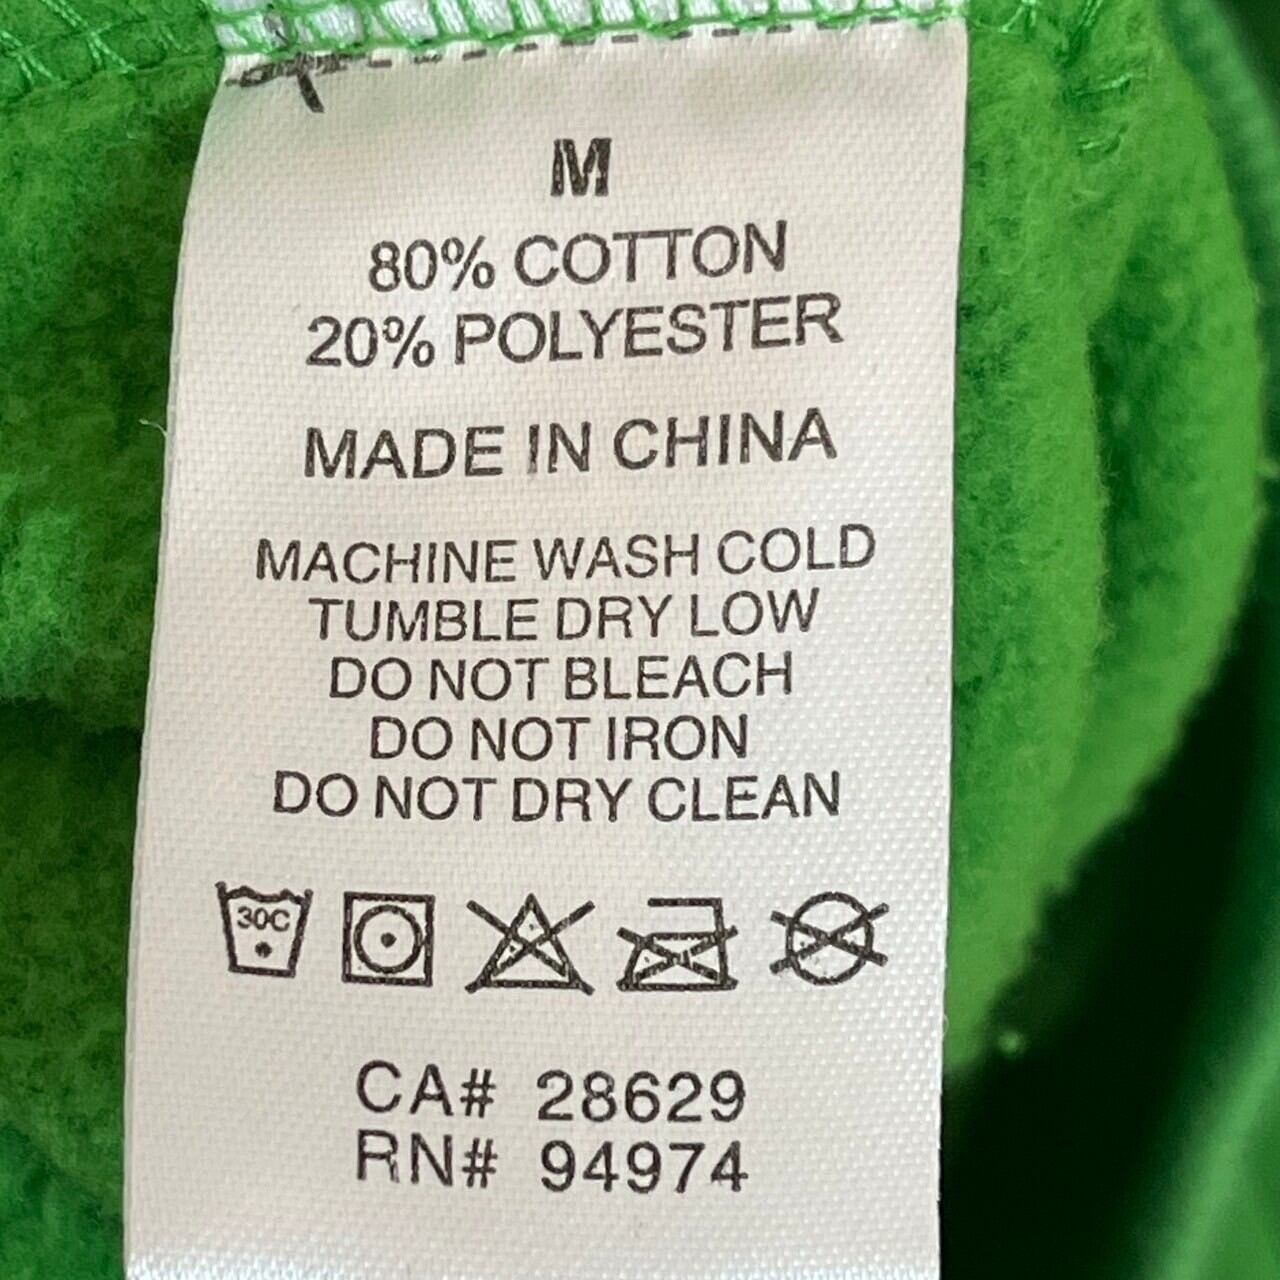 M
80% COTTON
20% POLYESTER
MADE IN CHINA
MACHINE WASH COLD
TUMBLE DRY LOW
DO NOT BLEACH
DO NOT IRON
DO NOT DRY CLEAN
30C
CA# 28629
RN# 94974